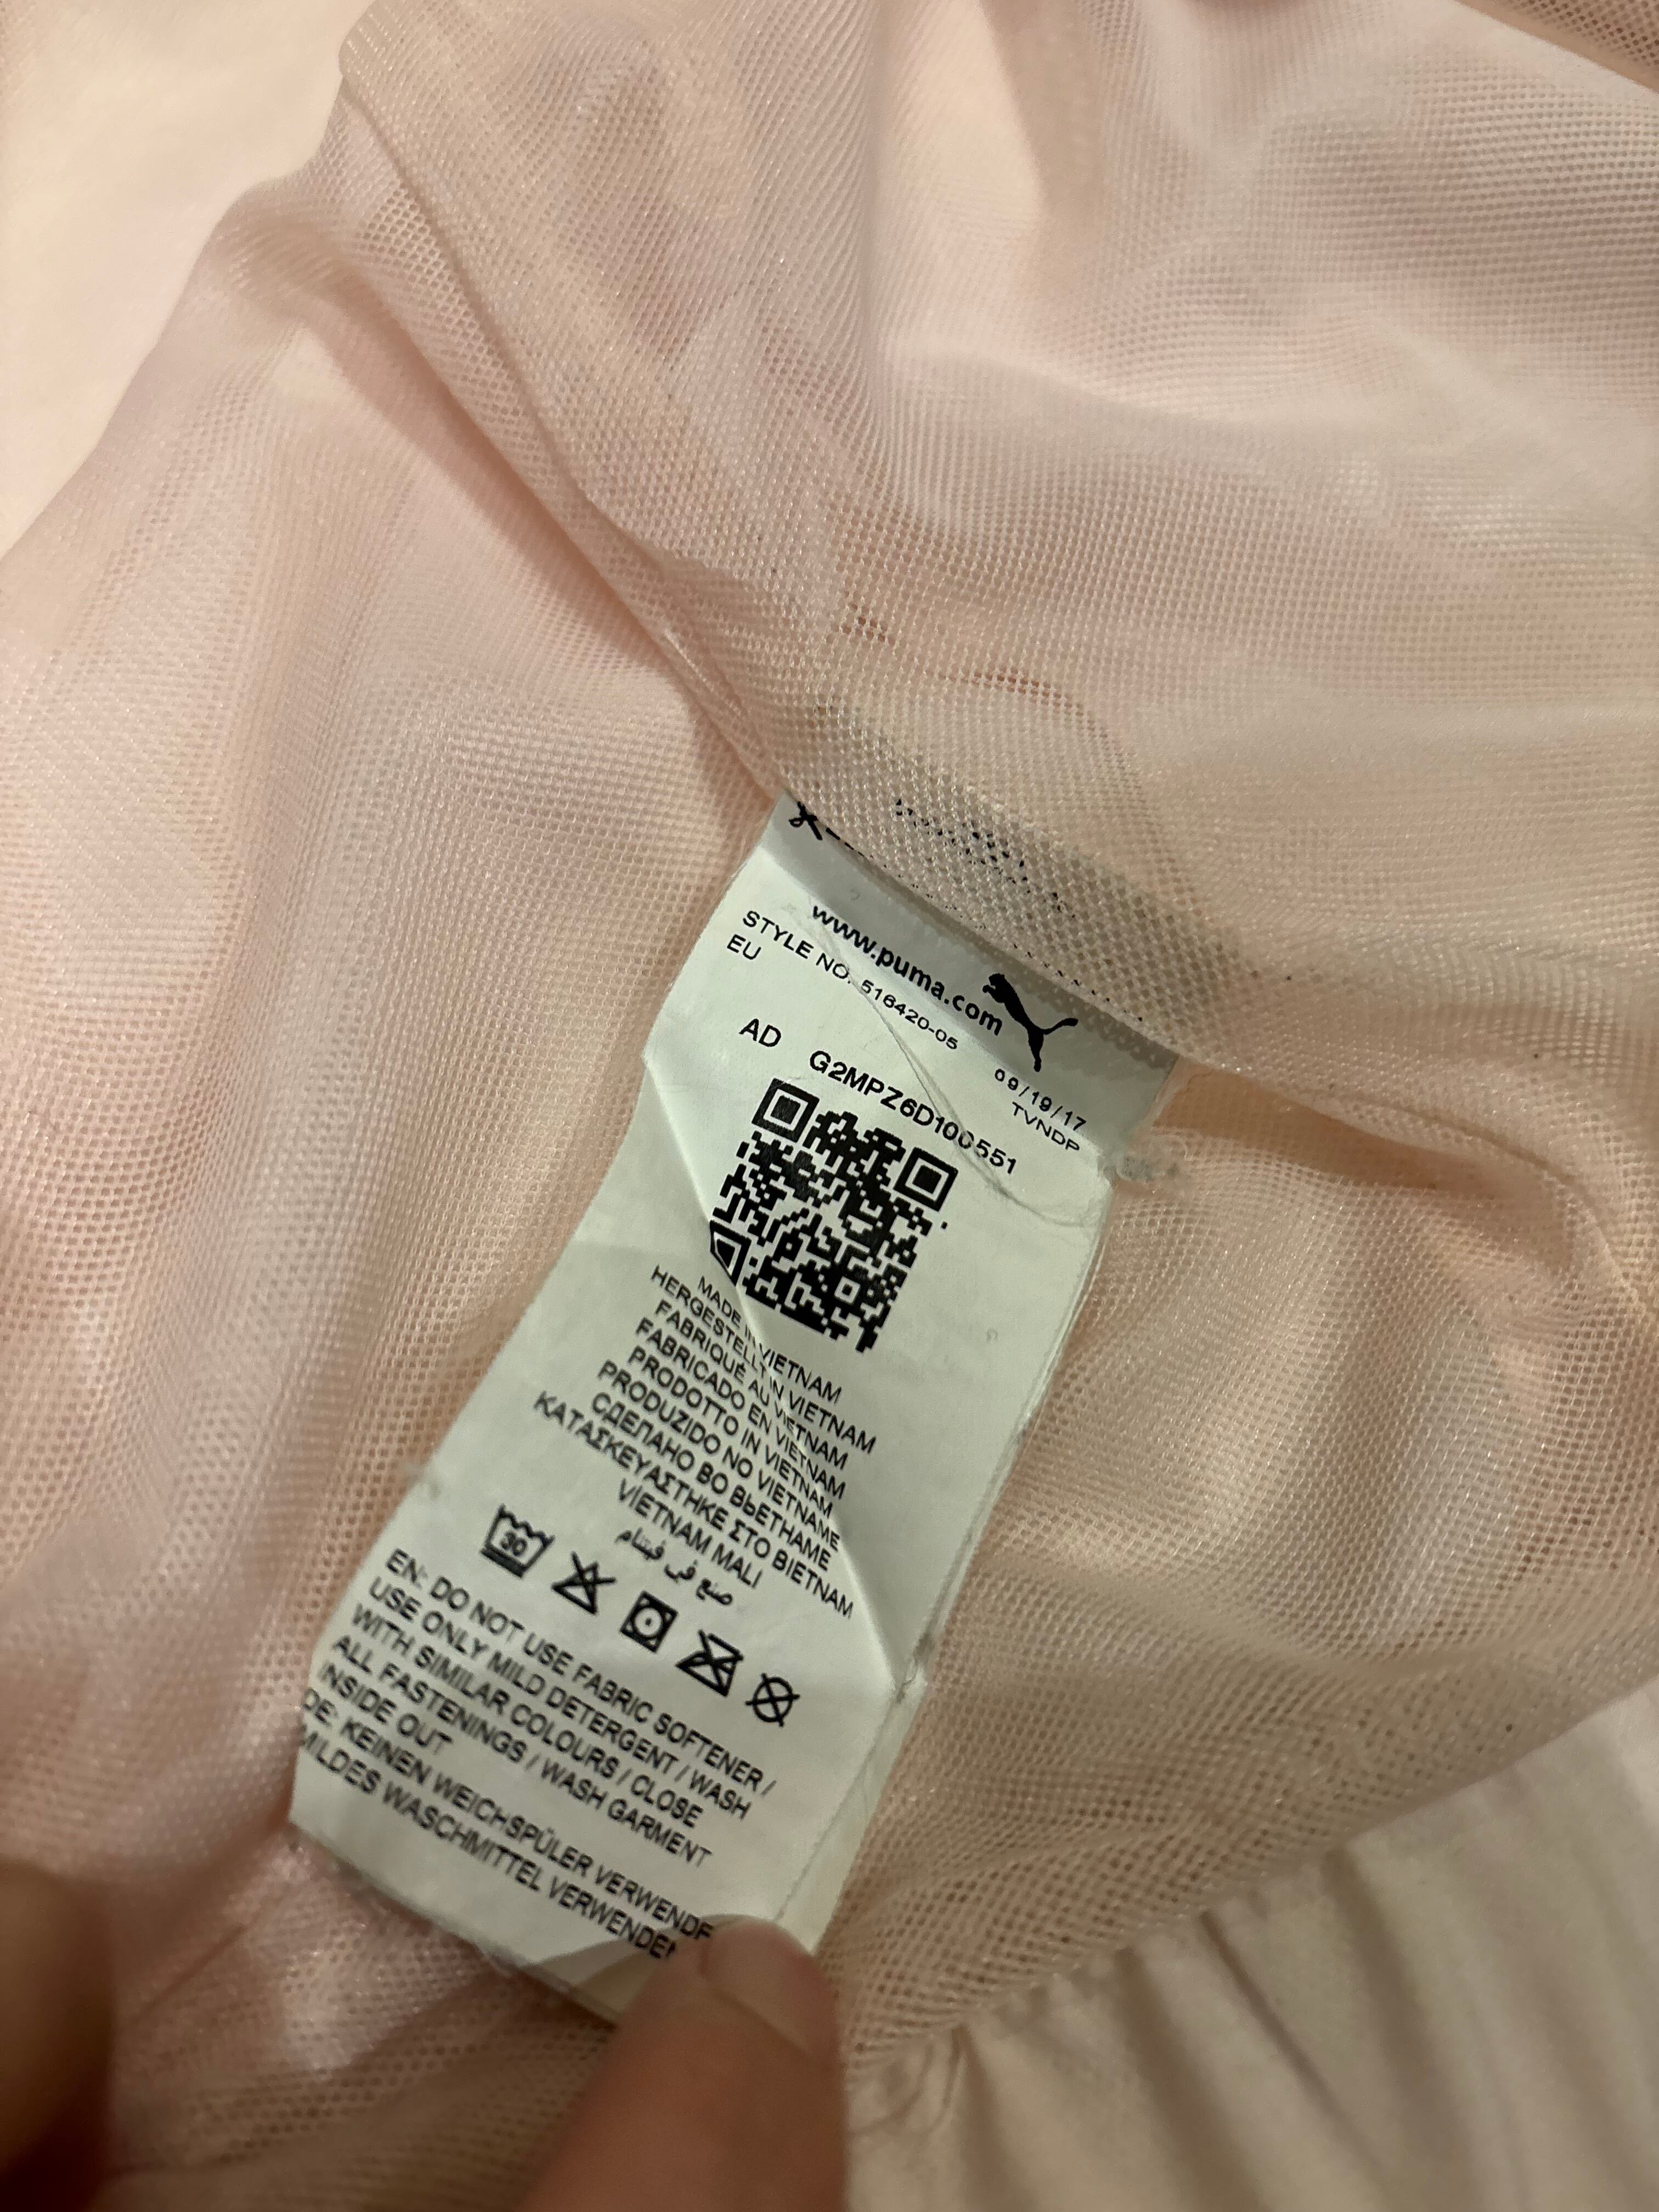 www.puma.com
STYLE NO. 516420-05
09/19/17
EU
TVNDP
AD G2MPZ6D100551
MADE IN VIETNAM
HERGESTELLT IN VIETNAM
FABRIQUÉ AU VIETNAM
FABRICADO EN VIETNAM
PRODOTTO IN VIETNAM
PRODUZIDO NO VIETNAME
СДЕЛАНО ВО ВЬЕТНАМЕ
ΚΑΤΑΣΚΕΥΑΣΤΗΚΕ ΣΤΟ ΒΙΕΤΝΑΜ
VİETNAM MALI
صنع في فيتنام
30
EN: DO NOT USE FABRIC SOFTENER /
USE ONLY MILD DETERGENT / WASH
WITH SIMILAR COLOURS / CLOSE
ALL FASTENINGS / WASH GARMENT
INSIDE OUT
DE: KEINEN WEICHSPÜLER VERWENDE
MILDES WASCHMITTEL VERWENDEN